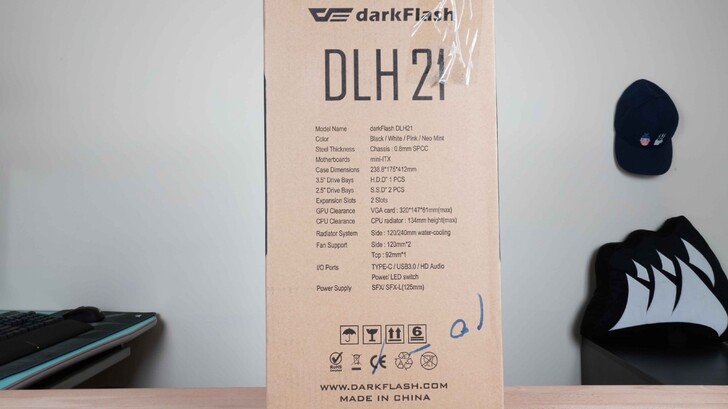 darkFlash
DLH 21
Model Name darkFlash DLH21
Color Black / White / Pink / Neo Mint
Steel Thickness Chassis : 0.8mm SPCC
Motherboards mini-ITX
Case Dimensions 238.8*175*412mm
3.5" Drive Bays H.D.D* 1 PCS
2.5" Drive Bays S.S.D* 2 PCS
Expansion Slots 2 Slots
GPU Clearance VGA card : 320*147*61mm(max)
CPU Clearance CPU radiator : 134mm height(max)
Radiator System Side : 120/240mm water-cooling
Fan Support Side : 120mm*2
Top : 92mm*1
I/O Ports TYPE-C / USB3.0 / HD Audio
Power/ LED switch
Power Supply SFX/ SFX-L(125mm)
6
RoHS CE
WWW.DARKFLASH.COM
MADE IN CHINA